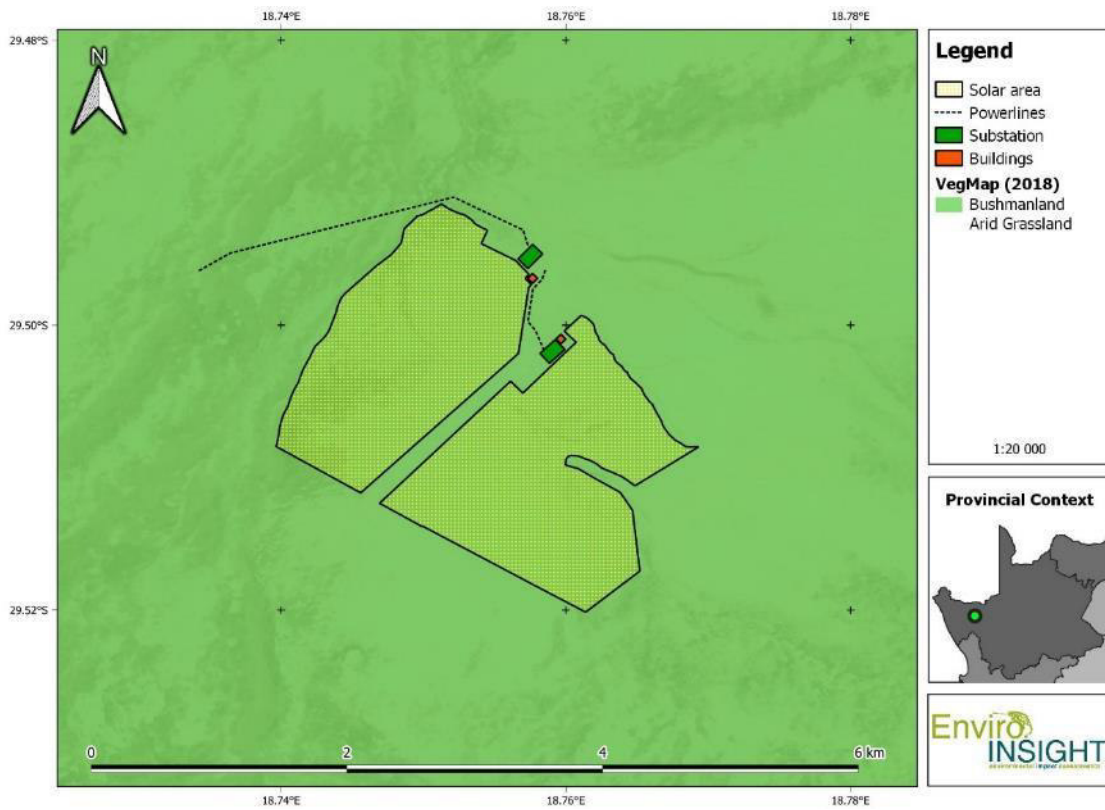 18.74°E
18.76°E
18.78°E
29.48°S
N
29.50°S
29.52°S
0
2
4
6 km
18.74°E
18.76°E
18.78°E
Legend
Solar area
Powerlines
Substation
Buildings
VegMap (2018)
Bushmanland
Arid Grassland
1:20 000
Provincial Context
Enviro
INSIGHT